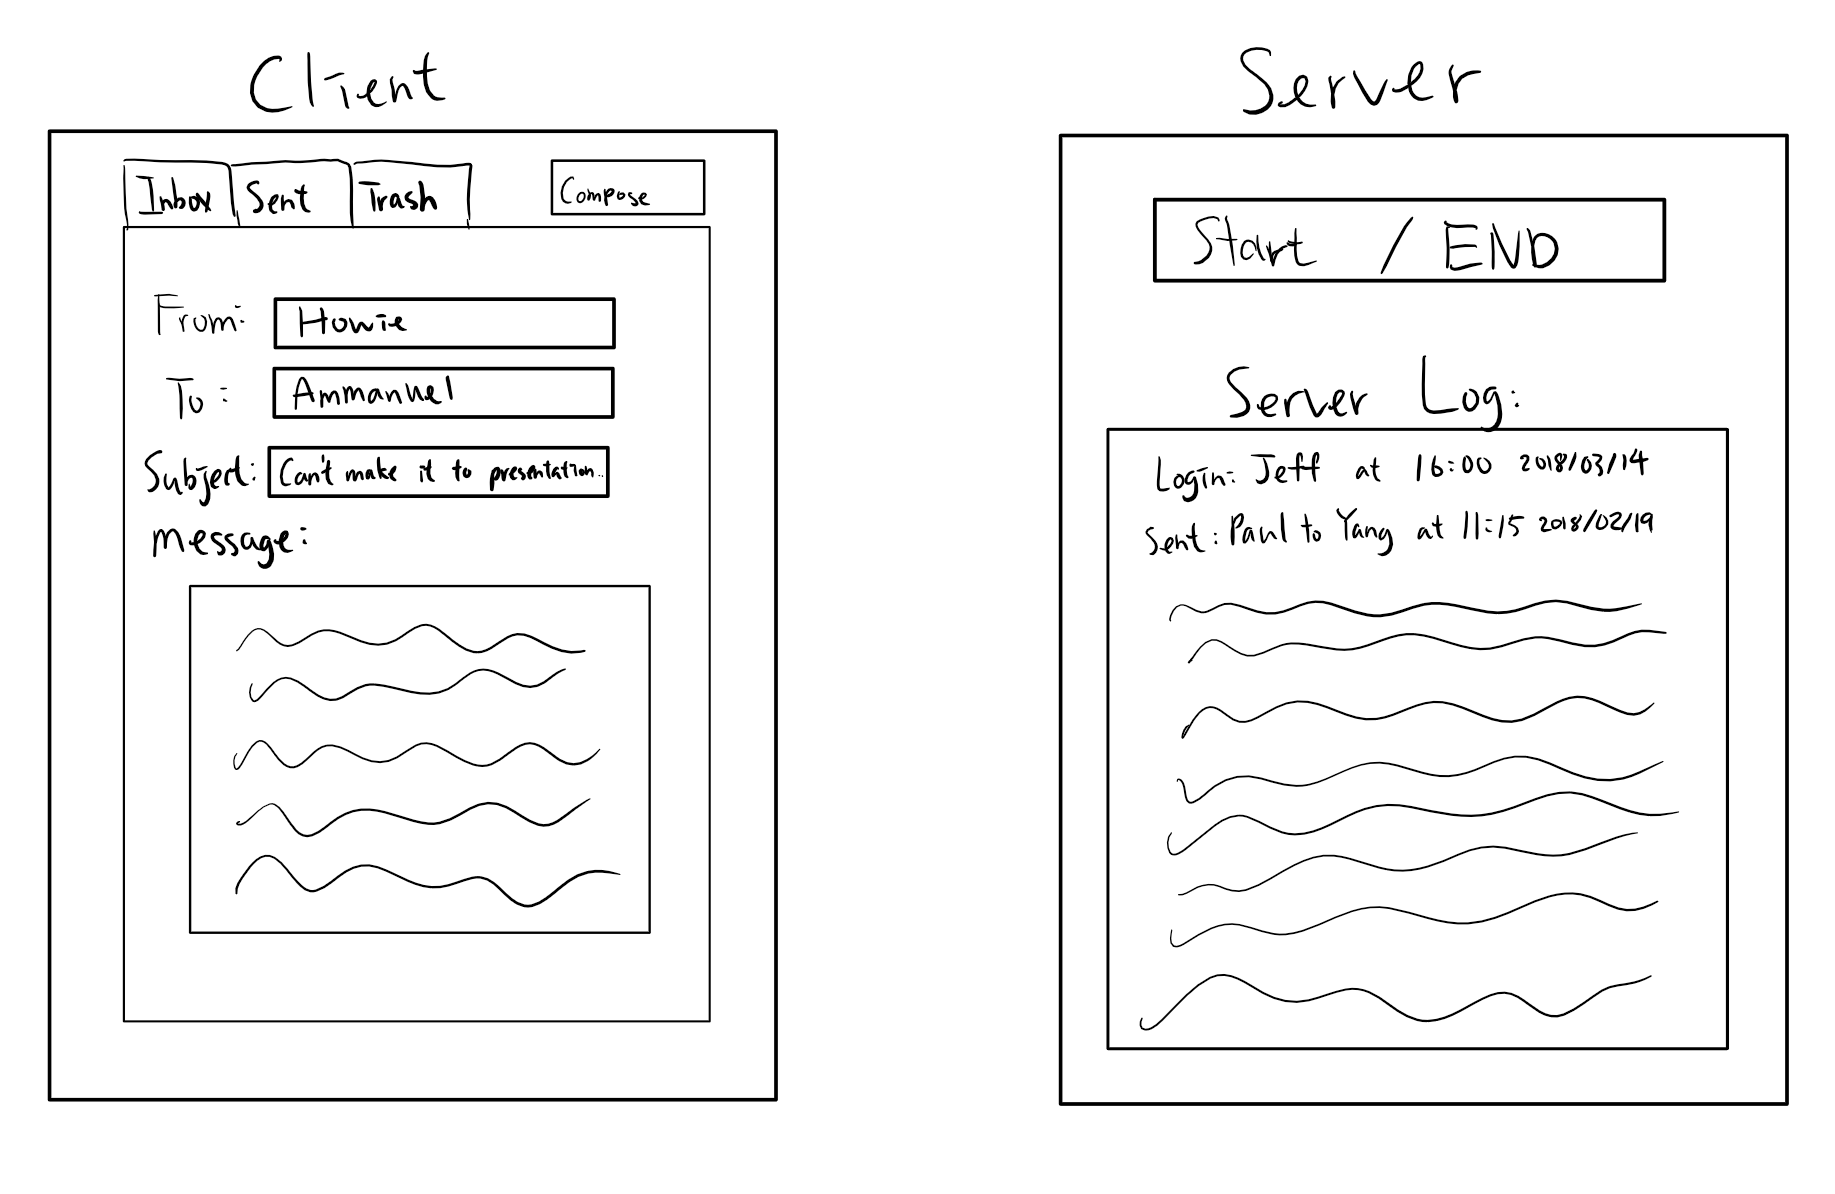 Client
Inbox Sent Trash Compose
From: Howie
To: Ammanuel
Subject: Can't make it to presentation..
message:
Server
Start / END
Server Log:
Login: Jeff at 16:00 2018/03/14
Sent: Paul to Yang at 11:15 2018/02/19